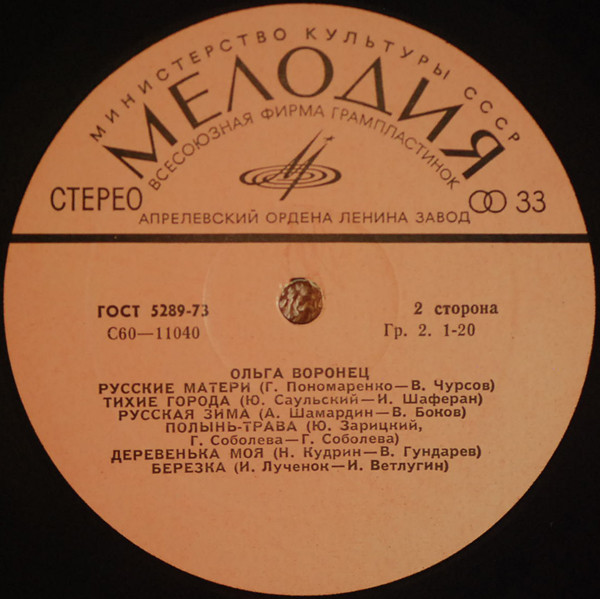 МИНИСТЕРСТВО КУЛЬТУРЫ СССР
МЕЛОДИЯ
ВСЕСОЮЗНАЯ ФИРМА ГРАМПЛАСТИНОК
СТЕРЕО
33
АПРЕЛЕВСКИЙ ОРДЕНА ЛЕНИНА ЗАВОД
ГОСТ 5289-73
2 сторона
С60—11040
Гр. 2. 1-20
ОЛЬГА ВОРОНЕЦ
РУССКИЕ МАТЕРИ (Г. Пономаренко—В. Чурсов)
ТИХИЕ ГОРОДА (Ю. Саульский—И. Шаферан)
РУССКАЯ ЗИМА (А. Шамардин—В. Боков)
ПОЛЫНЬ-ТРАВА (Ю. Зарицкий,
Г. Соболева—Г. Соболева)
ДЕРЕВЕНЬКА МОЯ (Н. Кудрин—В. Гундарев)
БЕРЕЗКА (И. Лученок—И. Ветлугин)